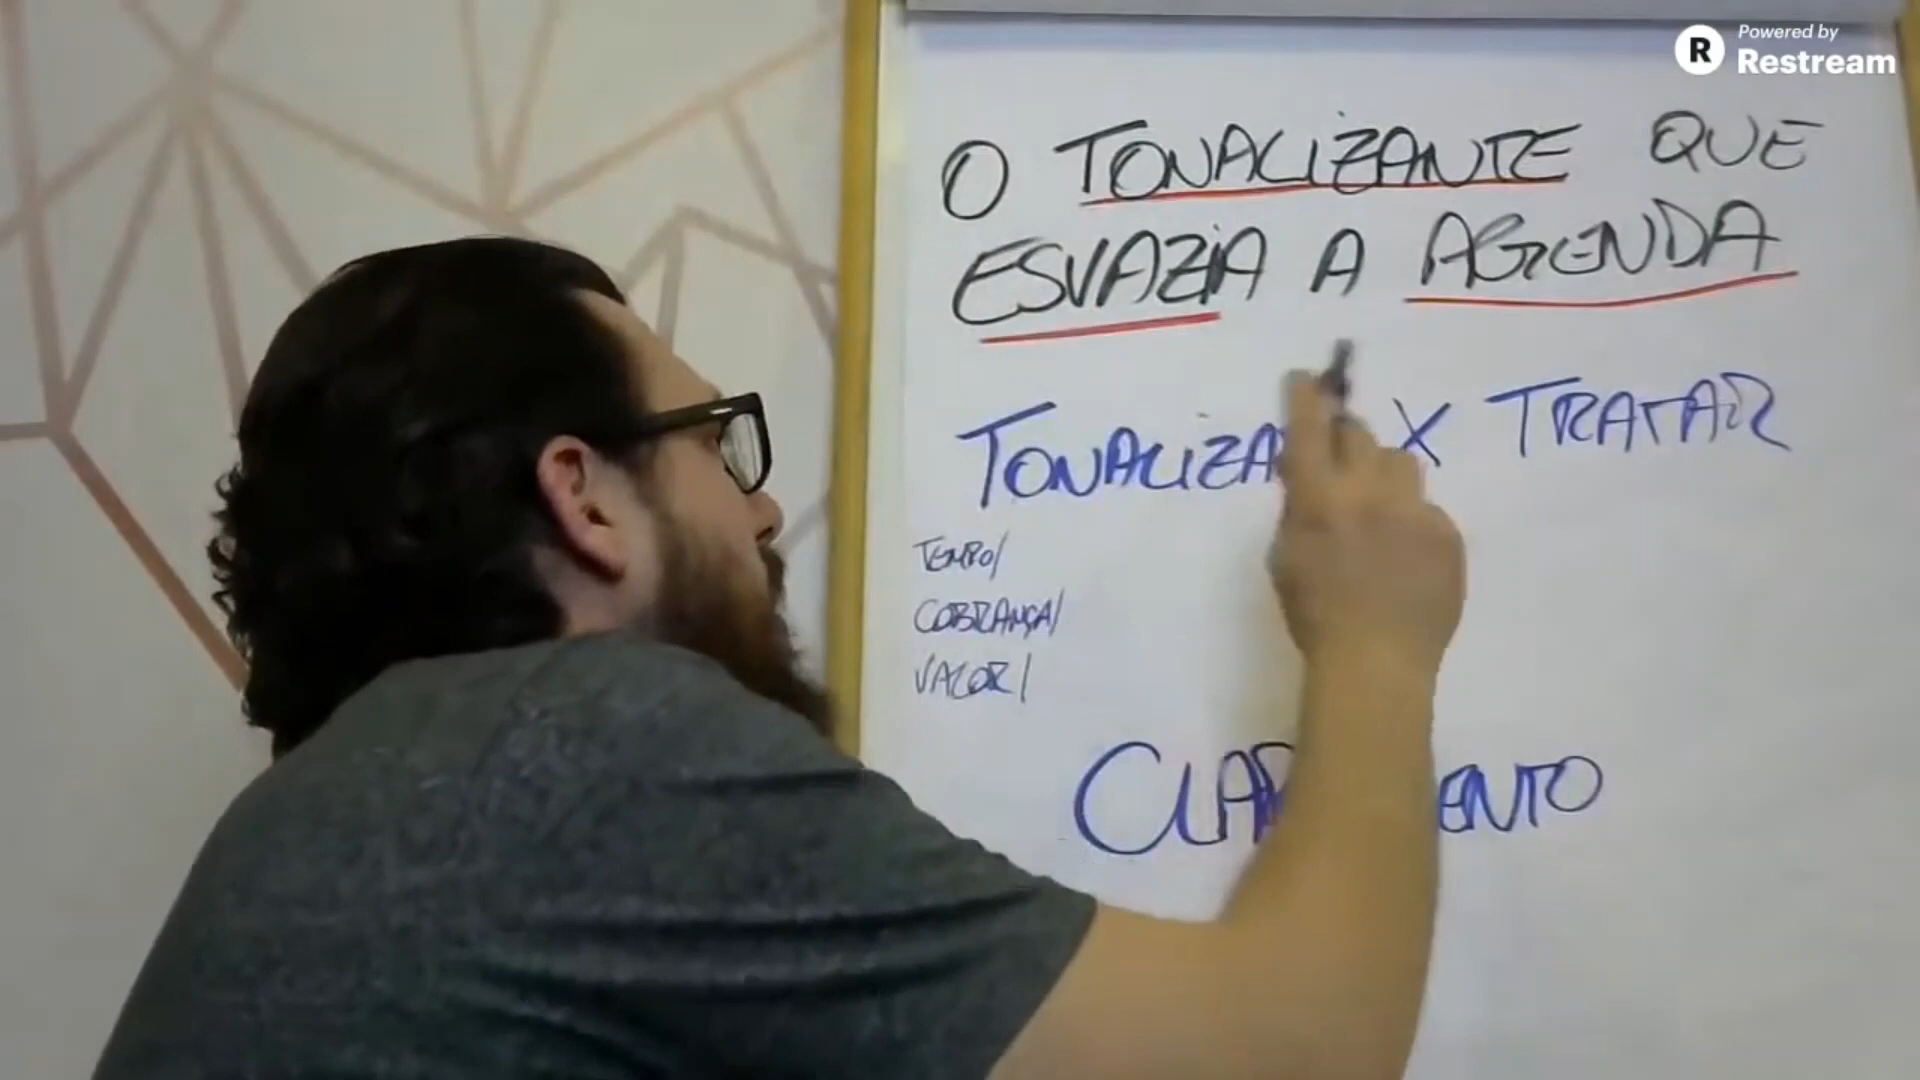 Powered by
Restream
O TONALIZANTE QUE
ESVAZIA A AGENDA
X TRATAR
TEMPO/
COBRANÇA/
VALOR/